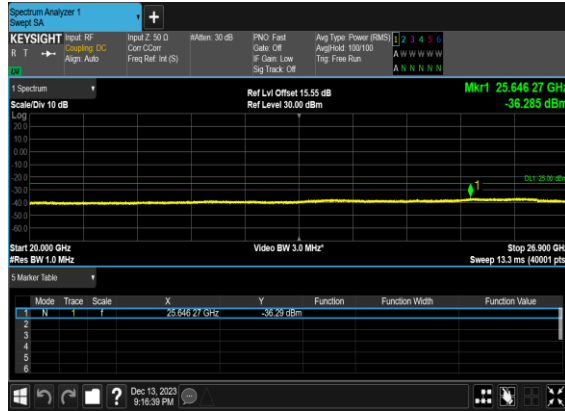 Spectrum Analyzer 1
Swept SA
+
KEYSIGHT Input: RF Input Z: 50 Ω #Atten: 30 dB PNO: Fast Avg Type: Power (RMS) 1 2 3 4 5 6
R T Coupling: DC Corr CCorr Gate: Off Avg|Hold: 100/100 A W W W W W
Align: Auto Freq Ref: Int (S) IF Gain: Low Trig: Free Run
Sig Track: Off A N N N N N
1 Spectrum Ref Lvl Offset 15.55 dB Mkr1 25.646 27 GHz
Scale/Div 10 dB Ref Level 30.00 dBm -36.285 dBm
Log
20.0
10.0
0.00
-10.0
-20.0
-30.0
-40.0
-50.0
-60.0
1
DL1 -25.00 dBm
Start 20.000 GHz Video BW 3.0 MHz* Stop 26.900 GHz
#Res BW 1.0 MHz Sweep 13.3 ms (40001 pts)
5 Marker Table
Mode Trace Scale X Y Function Function Width Function Value
1 N 1 f 25.646 27 GHz -36.29 dBm
2
3
4
5
6
? Dec 13, 2023
9:16:39 PM